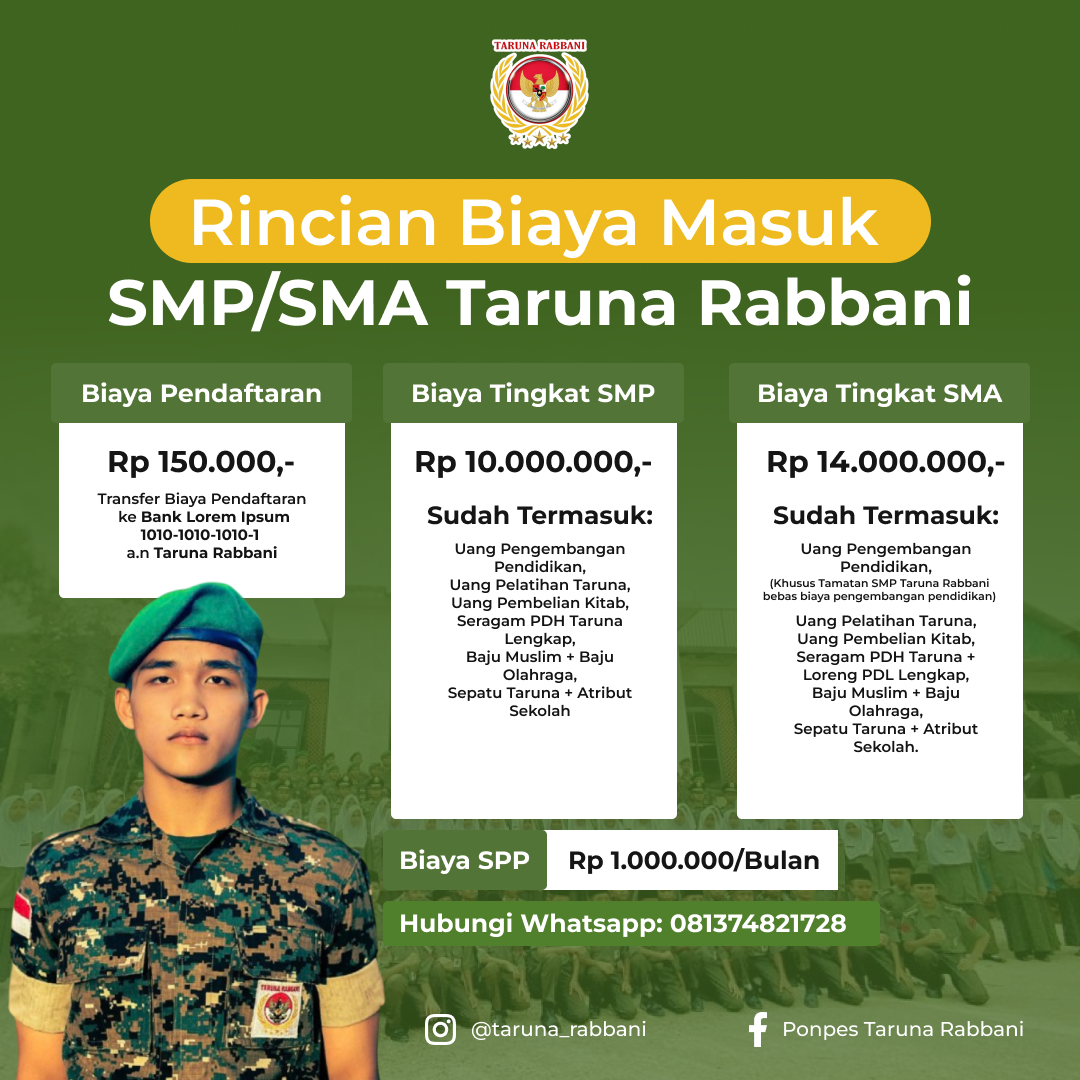 TARUNA RABBANI
Rincian Biaya Masuk
SMP/SMA Taruna Rabbani
Biaya Pendaftaran
Rp 150.000,-
Transfer Biaya Pendaftaran
ke Bank Lorem Ipsum
1010-1010-1010-1
a.n Taruna Rabbani
Biaya Tingkat SMP
Rp 10.000.000,-
Sudah Termasuk:
Uang Pengembangan
Pendidikan,
Uang Pelatihan Taruna,
Uang Pembelian Kitab,
Seragam PDH Taruna
Lengkap,
Baju Muslim + Baju
Olahraga,
Sepatu Taruna + Atribut
Sekolah
Biaya Tingkat SMA
Rp 14.000.000,-
Sudah Termasuk:
Uang Pengembangan
Pendidikan,
(Khusus Tamatan SMP Taruna Rabbani
bebas biaya pengembangan pendidikan)
Uang Pelatihan Taruna,
Uang Pembelian Kitab,
Seragam PDH Taruna +
Loreng PDL Lengkap,
Baju Muslim + Baju
Olahraga,
Sepatu Taruna + Atribut
Sekolah.
Biaya SPP
Rp 1.000.000/Bulan
Hubungi Whatsapp: 081374821728
TARUNA RABBANI
@taruna_rabbani
Ponpes Taruna Rabbani